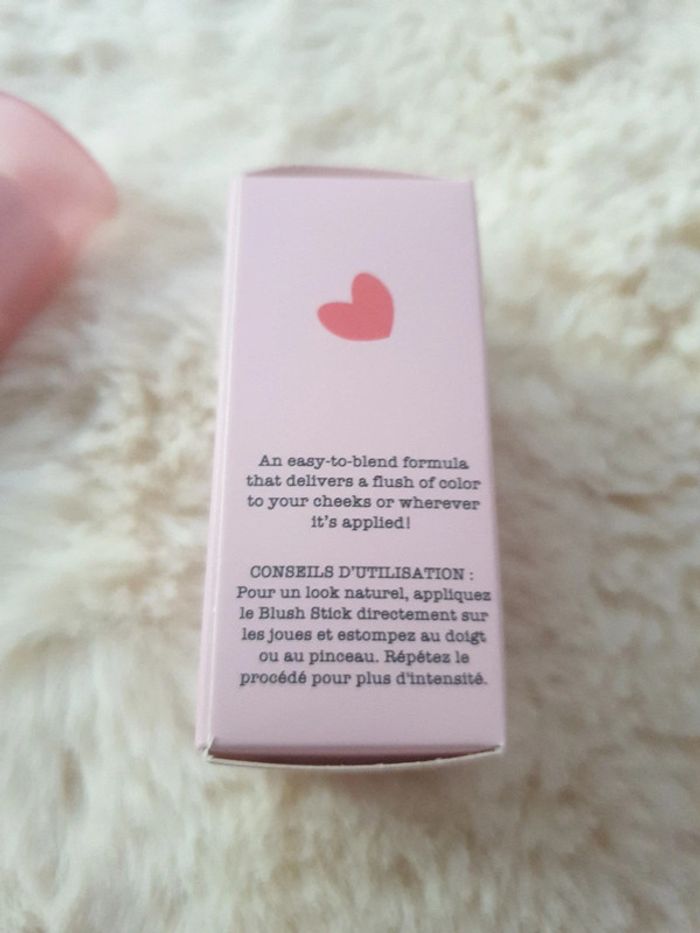 An easy-to-blend formula
that delivers a flush of color
to your cheeks or wherever
it's applied!
CONSEILS D'UTILISATION :
Pour un look naturel, appliquez
le Blush Stick directement sur
les joues et estompez au doigt
ou au pinceau. Répétez le
procédé pour plus d'intensité.